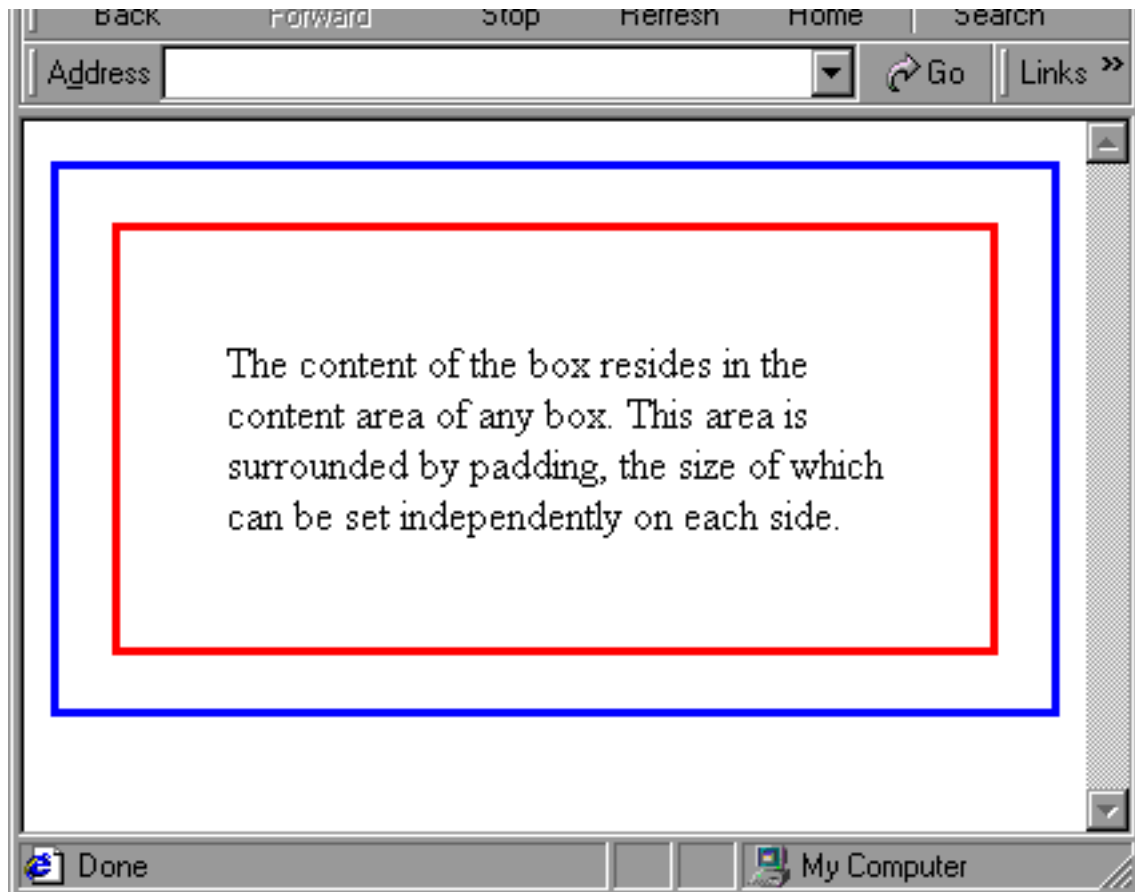 Back Forward Stop Refresh Home Search
Address Go Links »
The content of the box resides in the
content area of any box. This area is
surrounded by padding, the size of which
can be set independently on each side.
Done My Computer